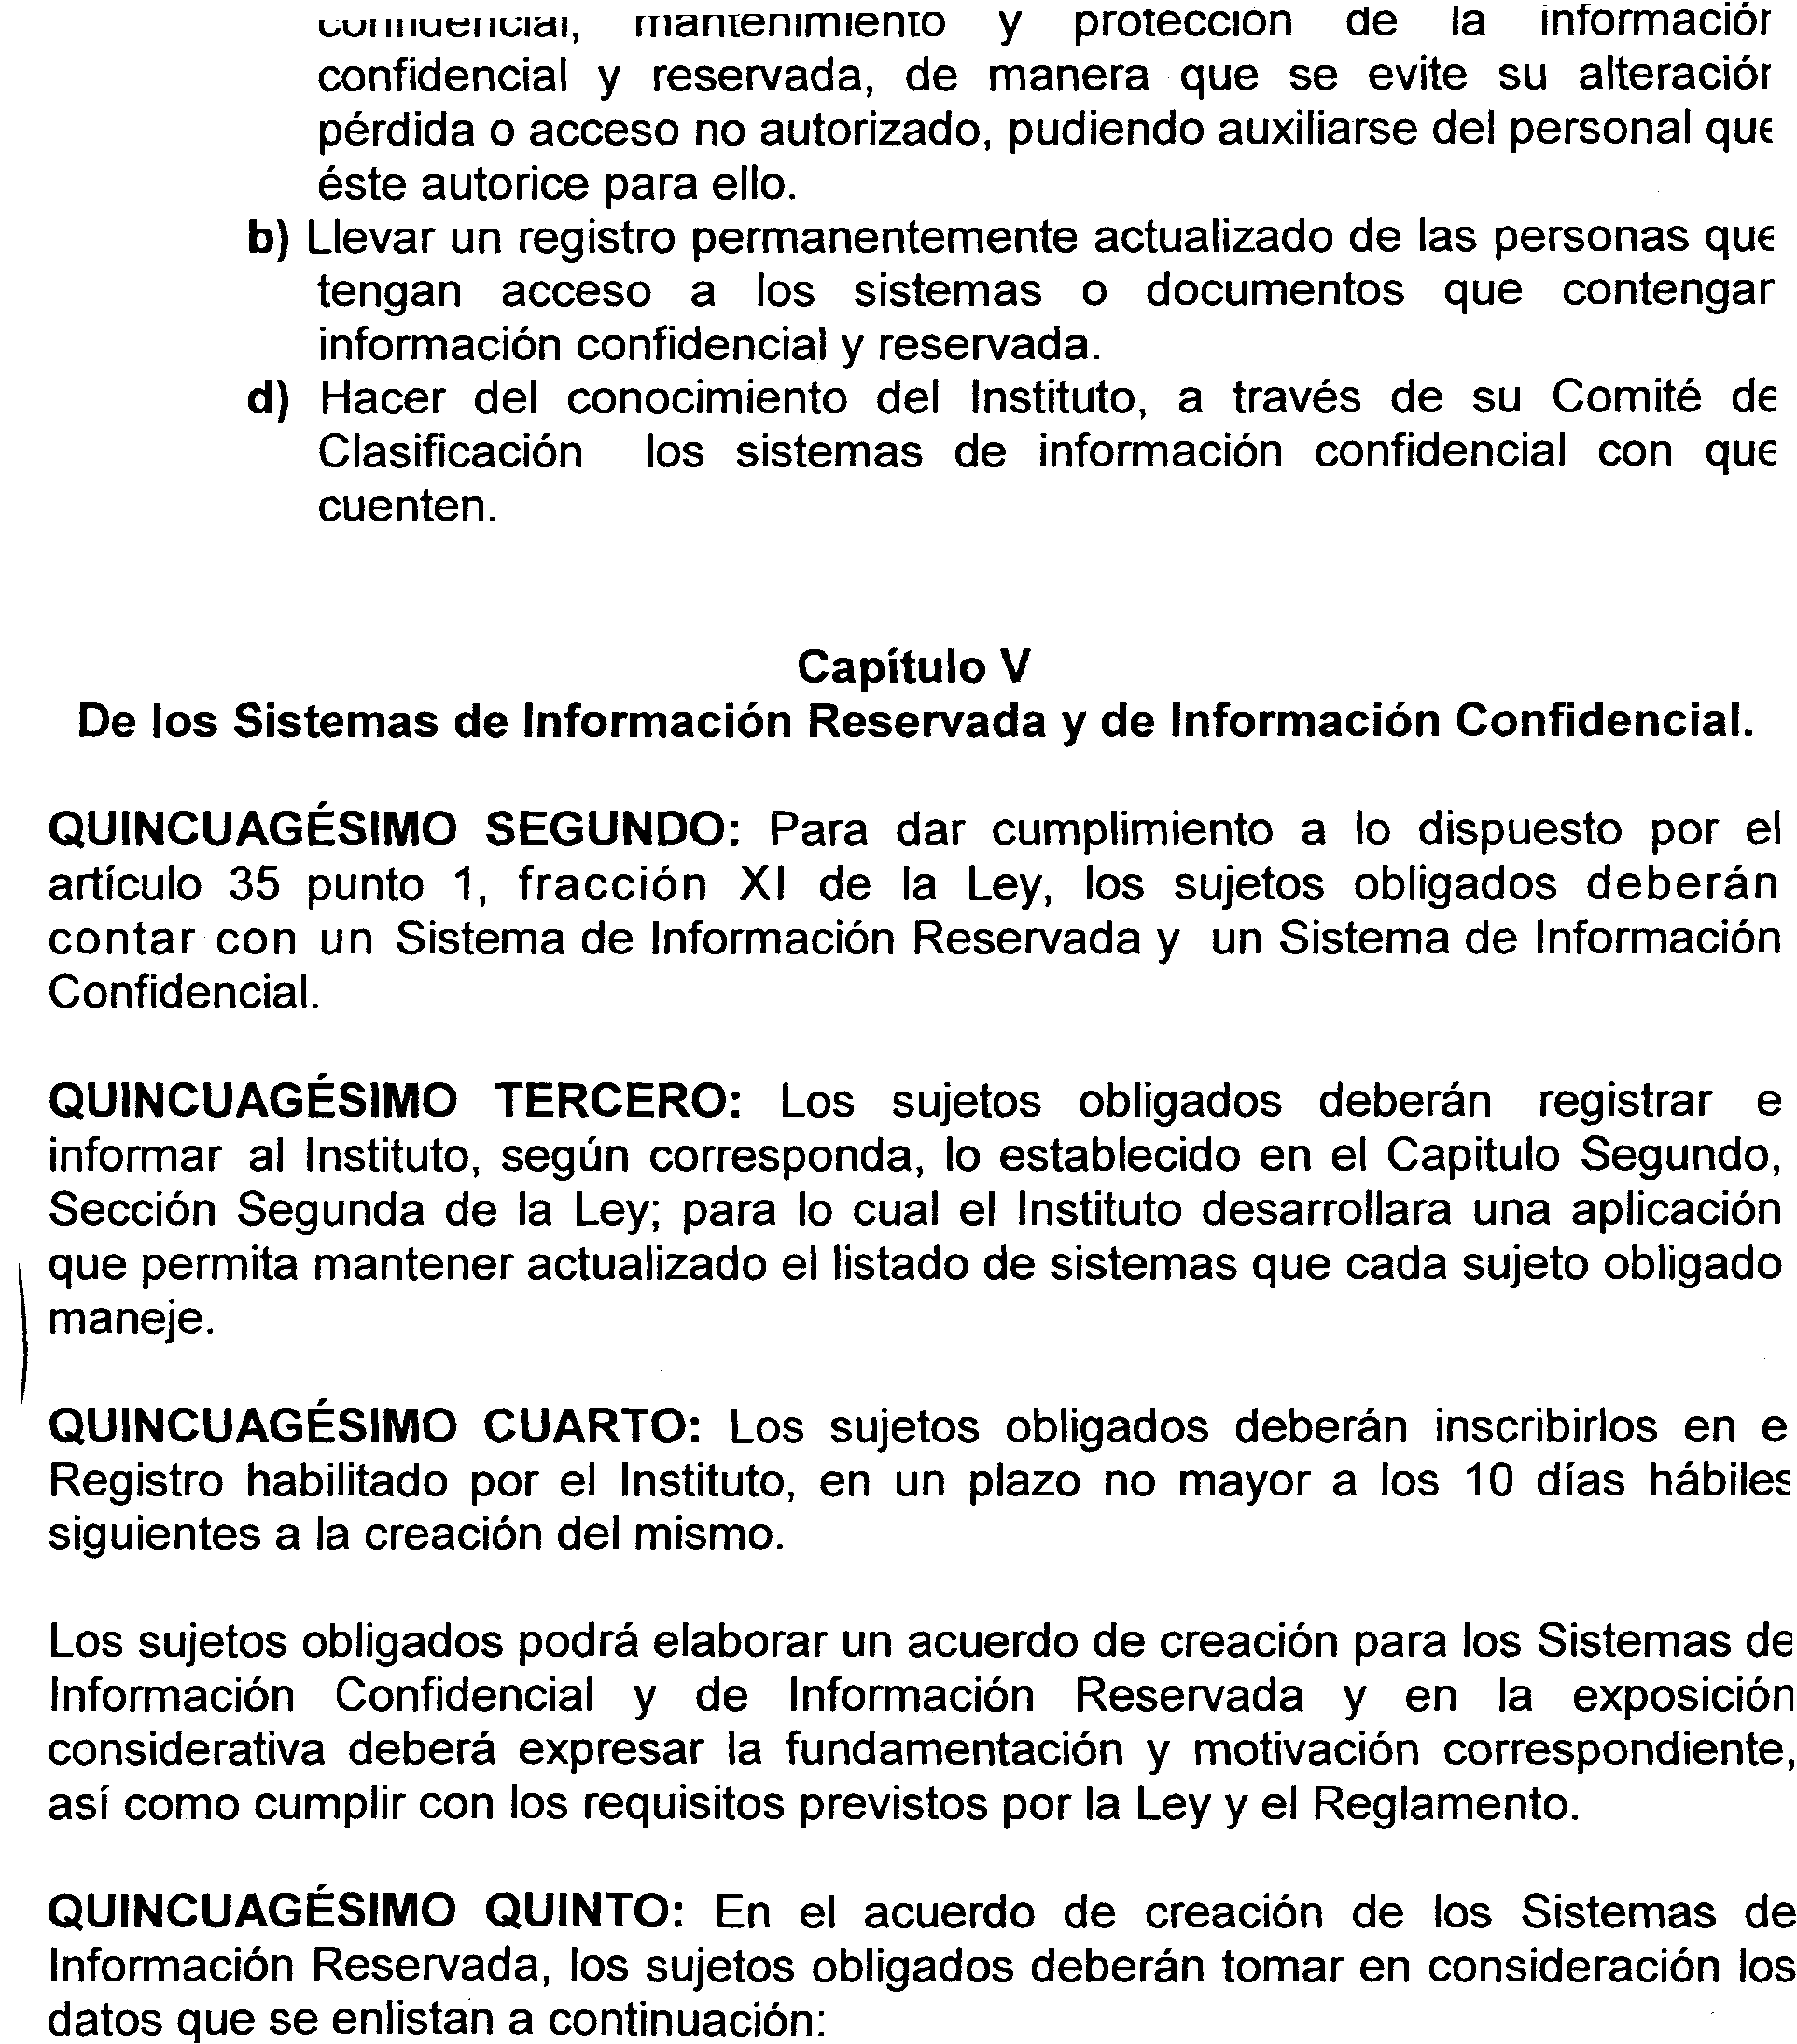 confidencial, mantenimiento y protección de la informaciór
confidencial y reservada, de manera que se evite su alteraciór
pérdida o acceso no autorizado, pudiendo auxiliarse del personal que
éste autorice para ello.
b) Llevar un registro permanentemente actualizado de las personas que
tengan acceso a los sistemas o documentos que contengar
información confidencial y reservada.
d) Hacer del conocimiento del Instituto, a través de su Comité de
Clasificación los sistemas de información confidencial con que
cuenten.
Capítulo V
De los Sistemas de Información Reservada y de Información Confidencial.
QUINCUAGÉSIMO SEGUNDO: Para dar cumplimiento a lo dispuesto por el
artículo 35 punto 1, fracción XI de la Ley, los sujetos obligados deberán
contar con un Sistema de Información Reservada y un Sistema de Información
Confidencial.
QUINCUAGÉSIMO TERCERO: Los sujetos obligados deberán registrar e
informar al Instituto, según corresponda, lo establecido en el Capitulo Segundo,
Sección Segunda de la Ley; para lo cual el Instituto desarrollara una aplicación
que permita mantener actualizado el listado de sistemas que cada sujeto obligado
maneje.
QUINCUAGÉSIMO CUARTO: Los sujetos obligados deberán inscribirlos en e
Registro habilitado por el Instituto, en un plazo no mayor a los 10 días hábiles
siguientes a la creación del mismo.
Los sujetos obligados podrá elaborar un acuerdo de creación para los Sistemas de
Información Confidencial y de Información Reservada y en la exposición
considerativa deberá expresar la fundamentación y motivación correspondiente,
así como cumplir con los requisitos previstos por la Ley y el Reglamento.
QUINCUAGÉSIMO QUINTO: En el acuerdo de creación de los Sistemas de
Información Reservada, los sujetos obligados deberán tomar en consideración los
datos que se enlistan a continuación: